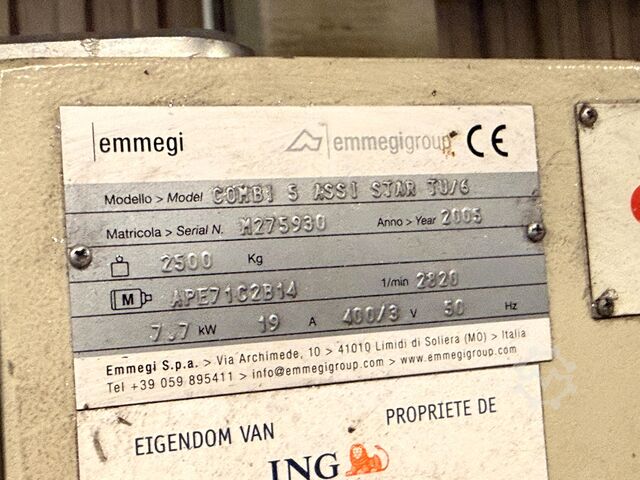 emmegi emmegigroup CE
Modello > Model COMBI 5 ASSI STAR TU/6
Matricola > Serial N. M275930 Anno > Year 2005
2500 Kg
M APE71C2B14 1/min 2820
7.7 kW 19 A 400/3 V 50 Hz
Emmegi S.p.a. > Via Archimede, 10 > 41010 Limidi di Soliera (MO) > Italia
Tel +39 059 895411 > info@emmegigroup.com > www.emmegigroup.com
EIGENDOM VAN PROPRIETE DE
ING